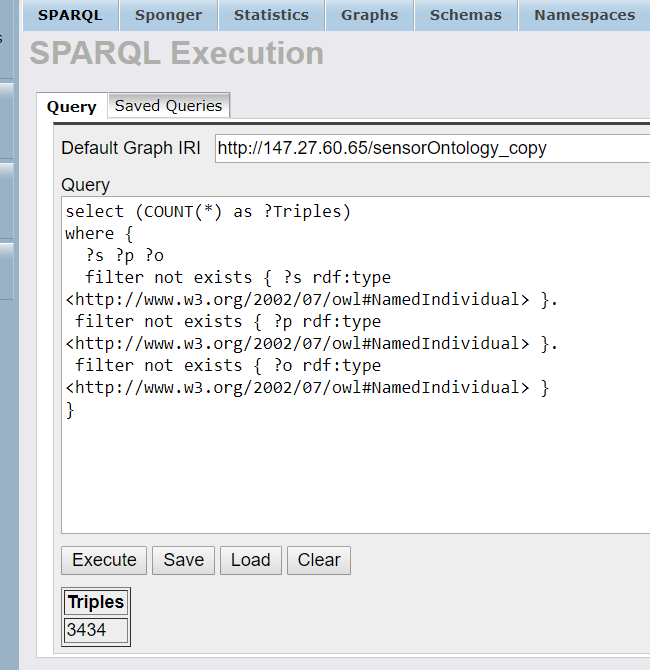 SPARQL Sponger Statistics Graphs Schemas Namespaces
SPARQL Execution
Query Saved Queries
Default Graph IRI http://147.27.60.65/sensorOntology_copy
Query
select (COUNT(*) as ?Triples)
where {
?s ?p ?o
filter not exists { ?s rdf:type
<http://www.w3.org/2002/07/owl#NamedIndividual> }.
filter not exists { ?p rdf:type
<http://www.w3.org/2002/07/owl#NamedIndividual> }.
filter not exists { ?o rdf:type
<http://www.w3.org/2002/07/owl#NamedIndividual> }
}
Execute Save Load Clear
Triples
3434